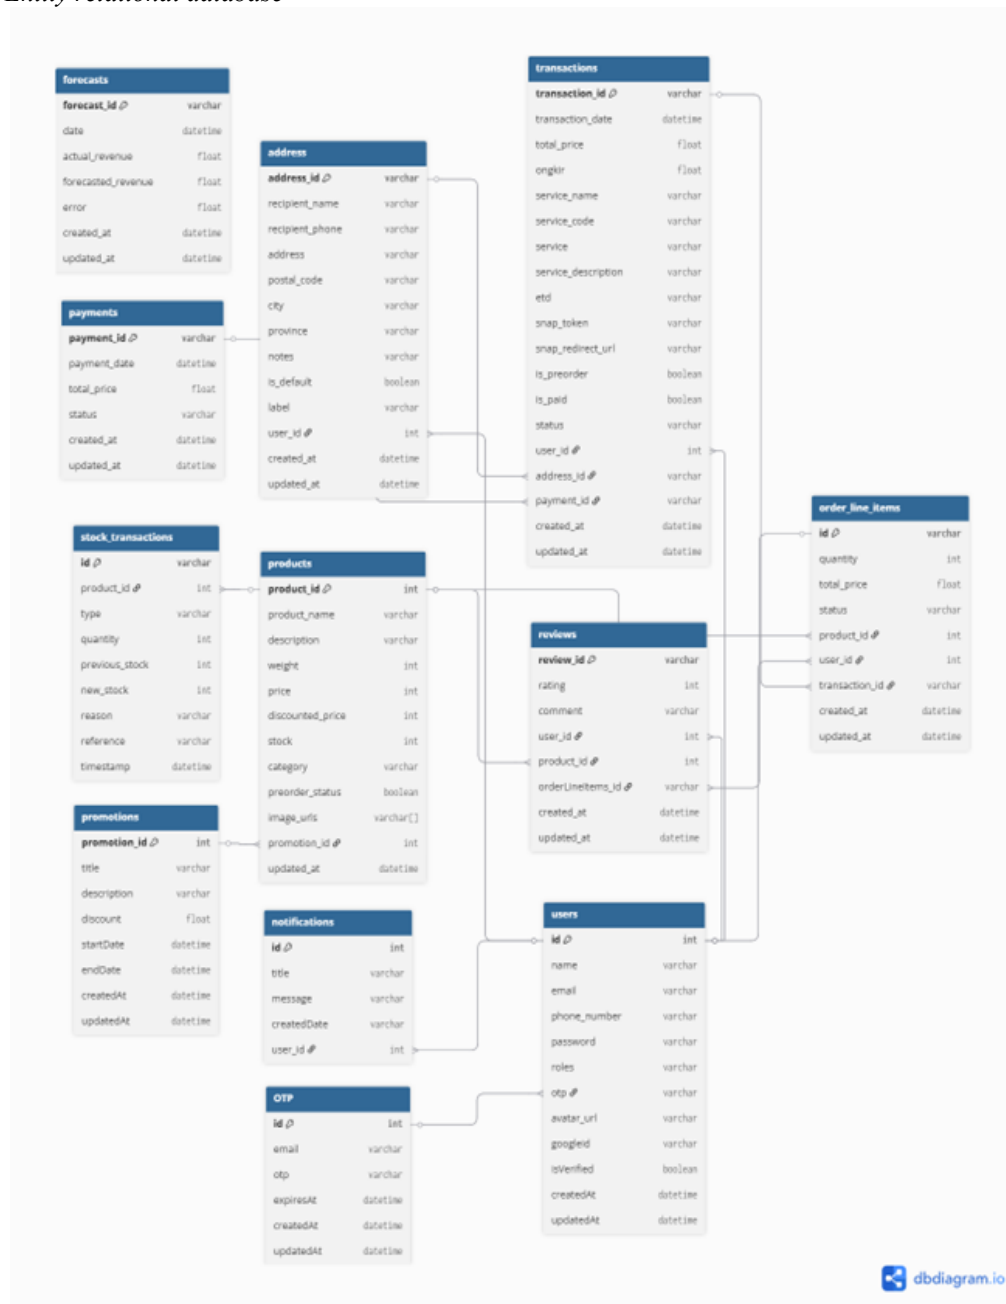 Entity relational database
forecasts
forecast_id varchar
date datetime
actual_revenue float
forecasted_revenue float
error float
created_at datetime
updated_at datetime
address
address_id varchar
recipient_name varchar
recipient_phone varchar
address varchar
postal_code varchar
city varchar
province varchar
notes varchar
is_default boolean
label varchar
user_id int
created_at datetime
updated_at datetime
payments
payment_id varchar
payment_date datetime
total_price float
status varchar
created_at datetime
updated_at datetime
transactions
transaction_id varchar
transaction_date datetime
total_price float
ongkir float
service_name varchar
service_code varchar
service varchar
service_description varchar
etd varchar
snap_token varchar
snap_redirect_url varchar
is_preorder boolean
is_paid boolean
status varchar
user_id int
address_id varchar
payment_id varchar
created_at datetime
updated_at datetime
order_line_items
id varchar
quantity int
total_price float
status varchar
product_id int
user_id int
transaction_id varchar
created_at datetime
updated_at datetime
stock_transactions
id varchar
product_id int
type varchar
quantity int
previous_stock int
new_stock int
reason varchar
reference varchar
timestamp datetime
products
product_id int
product_name varchar
description varchar
weight int
price int
discounted_price int
stock int
category varchar
preorder_status boolean
image_urls varchar[]
promotion_id int
updated_at datetime
reviews
review_id varchar
rating int
comment varchar
user_id int
product_id int
orderLineItems_id varchar
created_at datetime
updated_at datetime
promotions
promotion_id int
title varchar
description varchar
discount float
startDate datetime
endDate datetime
createdAt datetime
updatedAt datetime
notifications
id int
title varchar
message varchar
createdDate varchar
user_id int
users
id int
name varchar
email varchar
phone_number varchar
password varchar
roles varchar
otp varchar
avatar_url varchar
googleId varchar
isVerified boolean
createdAt datetime
updatedAt datetime
OTP
id int
email varchar
otp varchar
expiresAt datetime
createdAt datetime
updatedAt datetime
dbdiagram.io